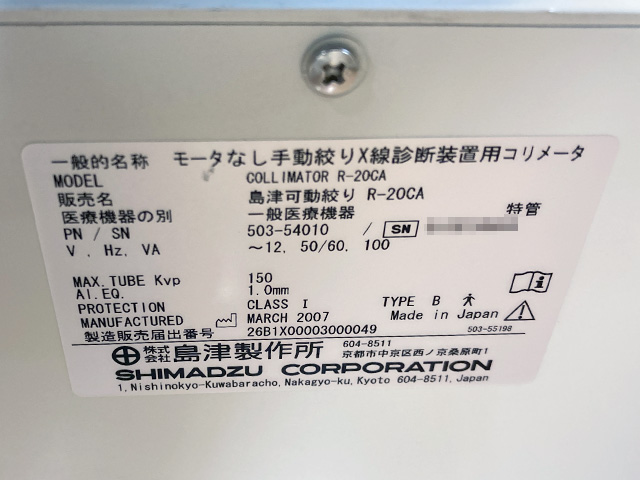 一般的名称 モータなし手動絞りX線診断装置用コリメータ
MODEL COLLIMATOR R-20CA
販売名 島津可動絞り R-20CA
医療機器の別 一般医療機器 特管
PN / SN 503-54010 / SN
V , Hz, VA ～12, 50/60, 100
MAX. TUBE Kvp 150
Al.EQ. 1.0mm
PROTECTION CLASS I TYPE B
MANUFACTURED MARCH 2007 Made in Japan
製造販売届出番号 26B1X00003000049 503-55198
株式会社 島津製作所 604-8511
京都市中京区西ノ京桑原町1
SHIMADZU CORPORATION
1, Nishinokyo-Kuwabaracho, Nakagyo-ku, Kyoto 604-8511, Japan